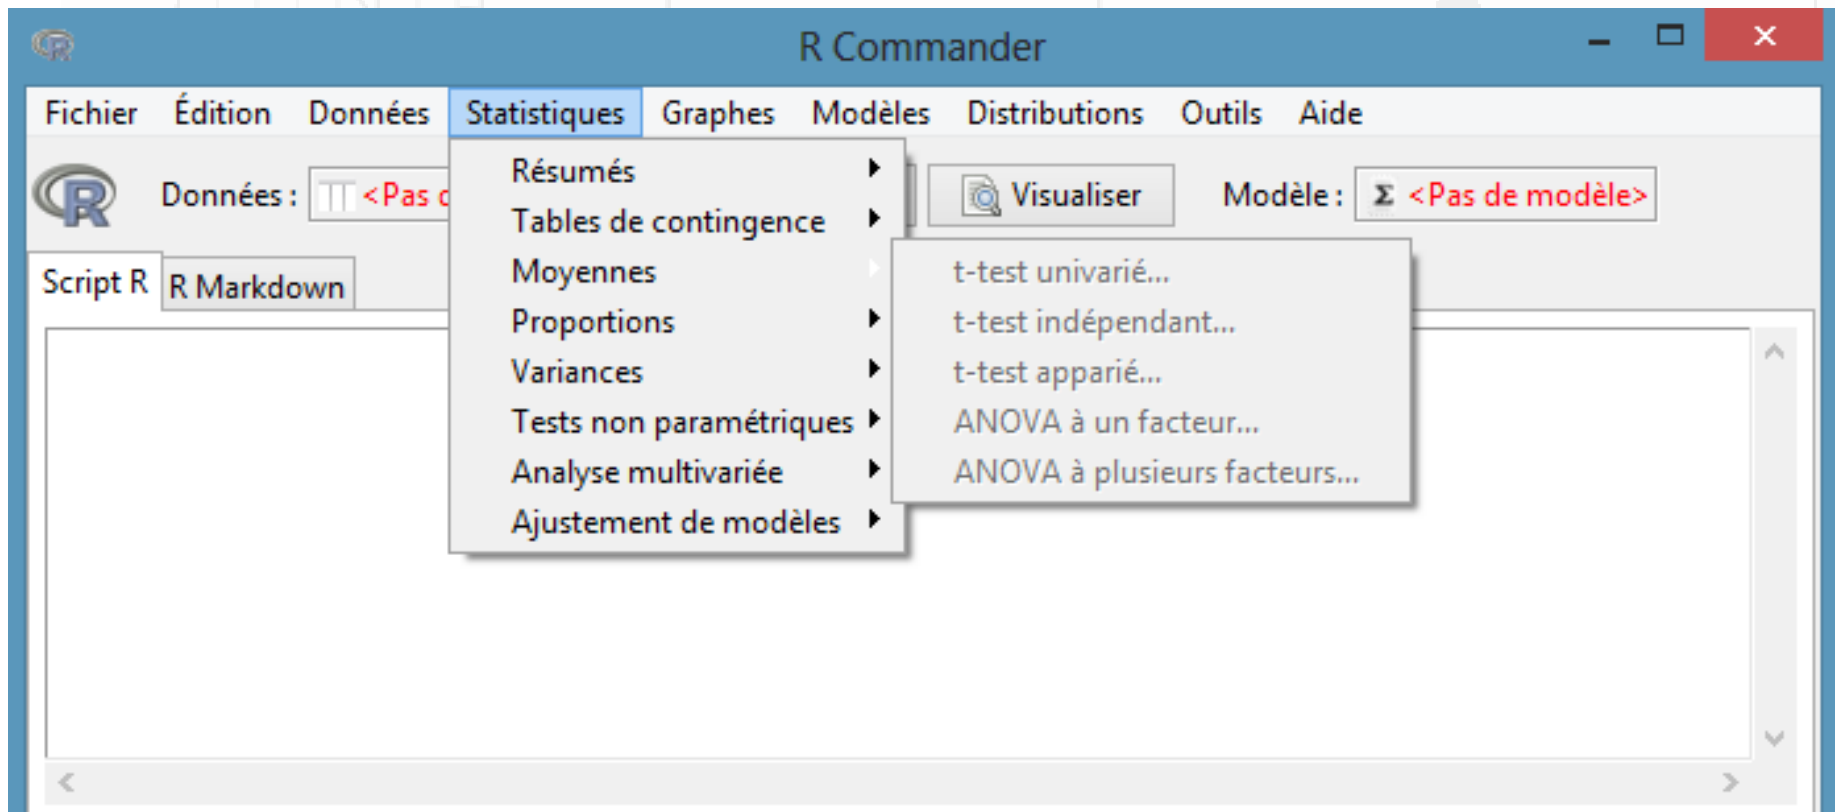 R Commander
Fichier Édition Données Statistiques Graphes Modèles Distributions Outils Aide
Données : <Pas Visualiser Modèle : Σ <Pas de modèle>
Script R R Markdown
Résumés
Tables de contingence
Moyennes
Proportions
Variances
Tests non paramétriques
Analyse multivariée
Ajustement de modèles
t-test univarié...
t-test indépendant...
t-test apparié...
ANOVA à un facteur...
ANOVA à plusieurs facteurs...